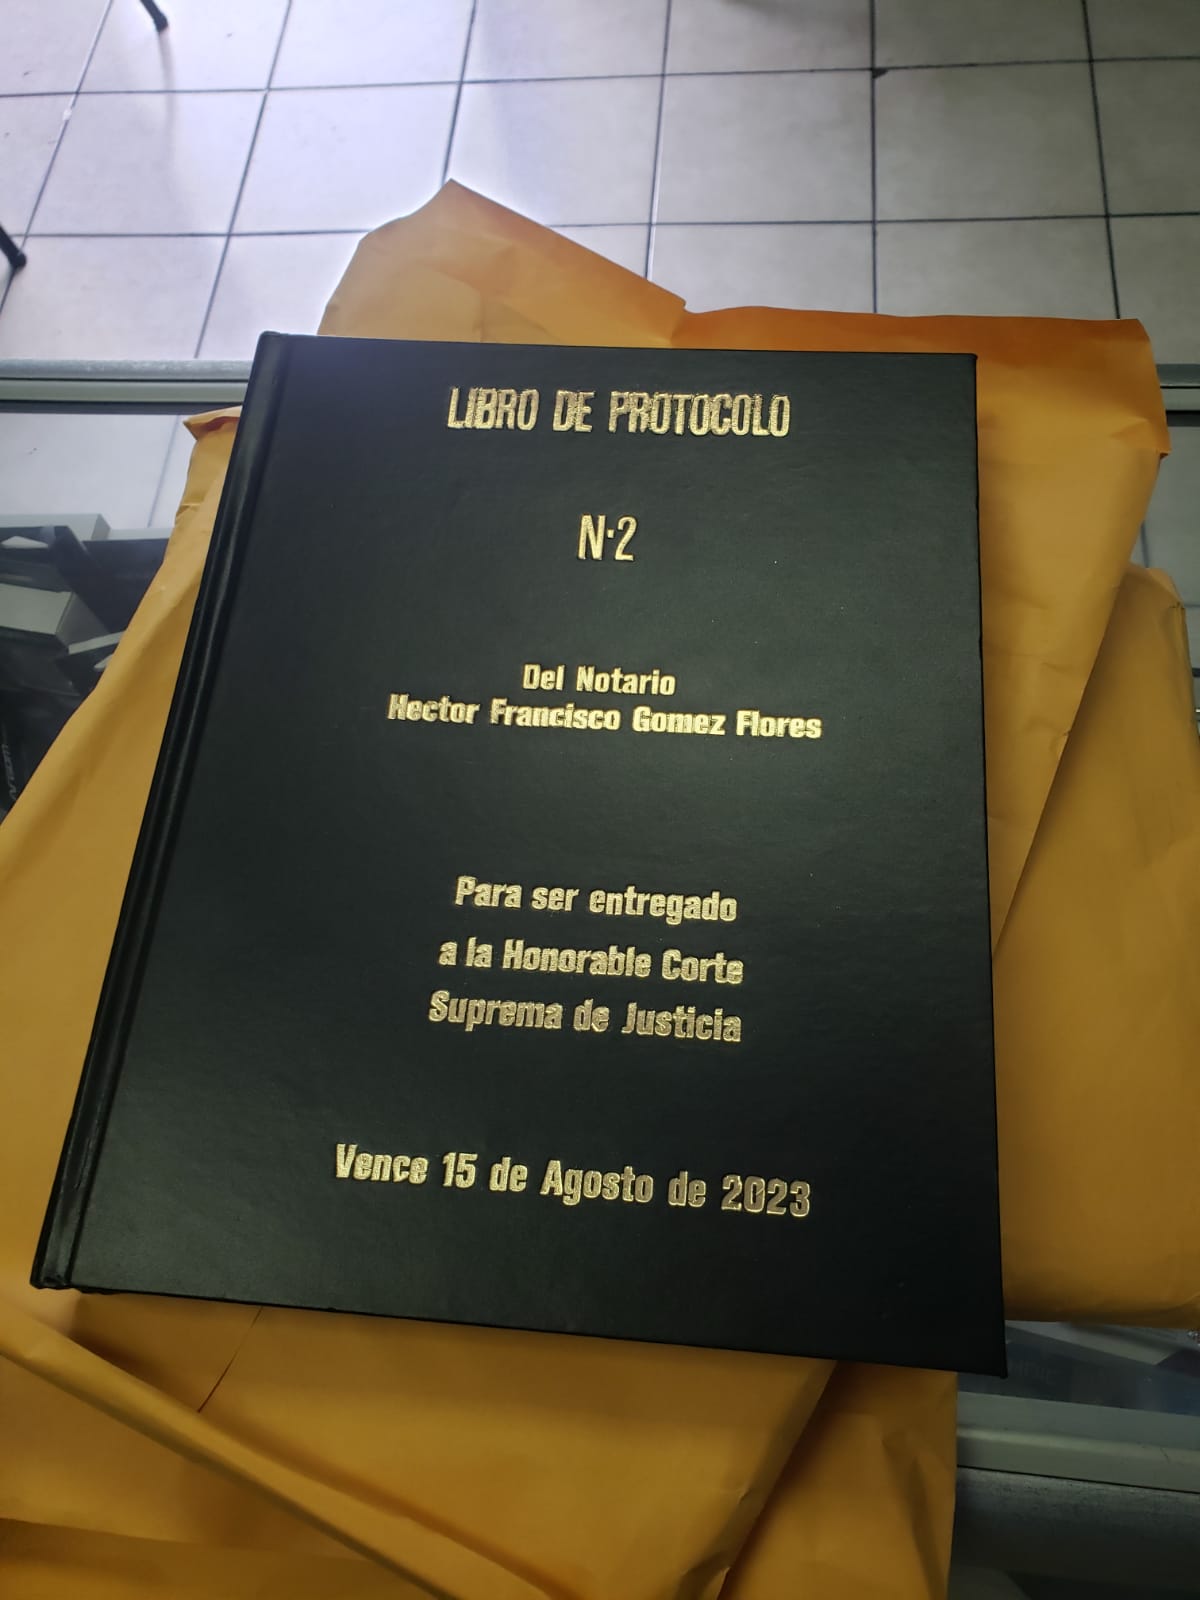 LIBRO DE PROTOCOLO
N·2
Del Notario
Hector Francisco Gomez Flores
Para ser entregado
a la Honorable Corte
Suprema de Justicia
Vence 15 de Agosto de 2023